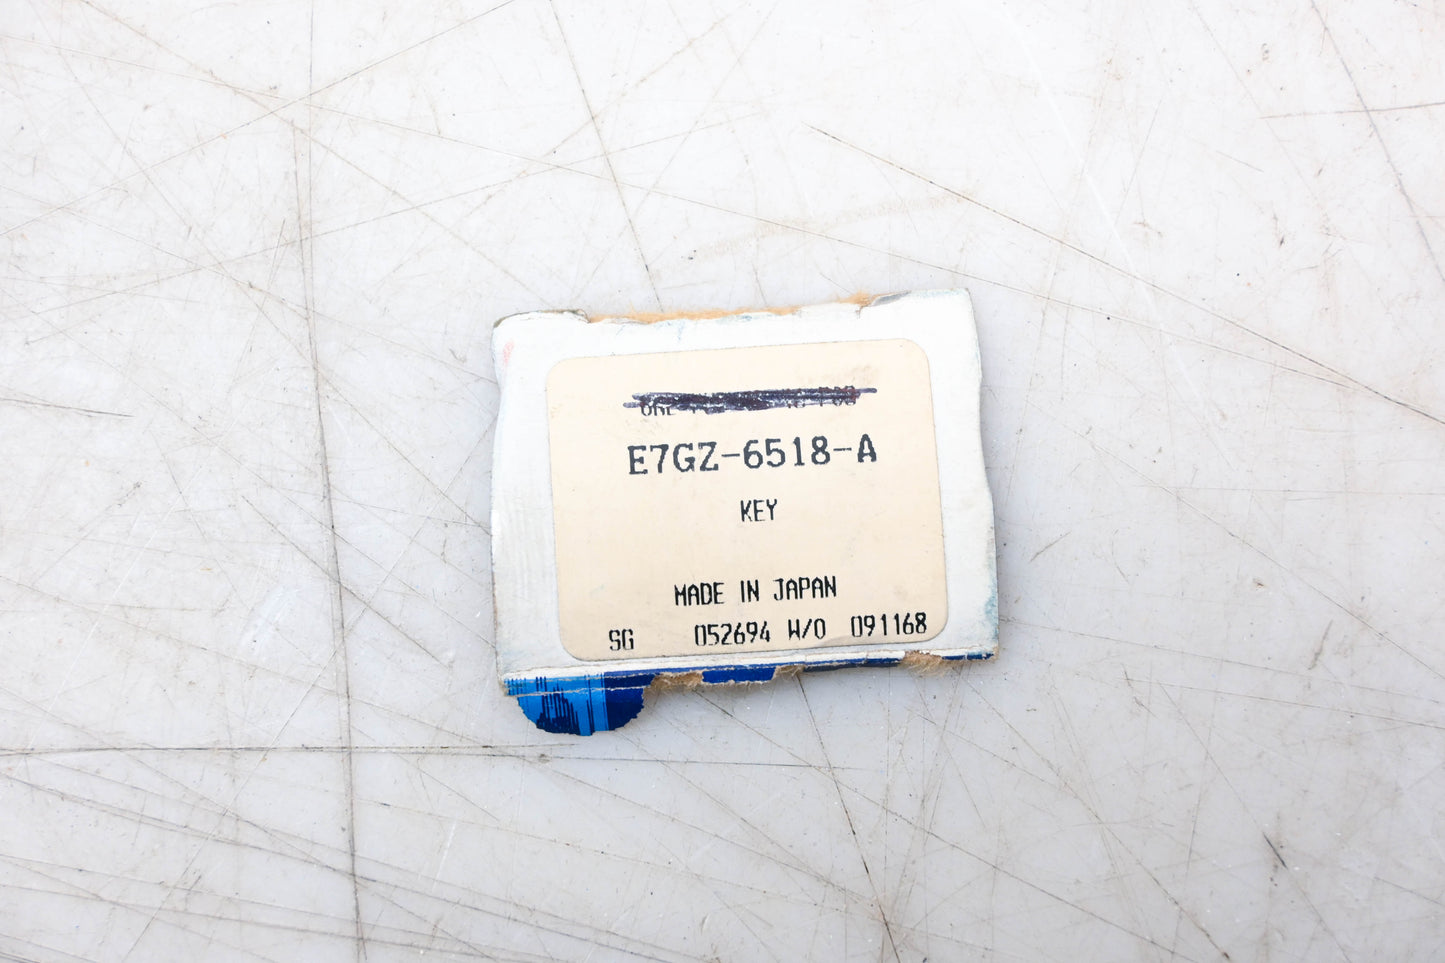 E7GZ-6518-A
KEY
MADE IN JAPAN
SG 052694 W/O 091168